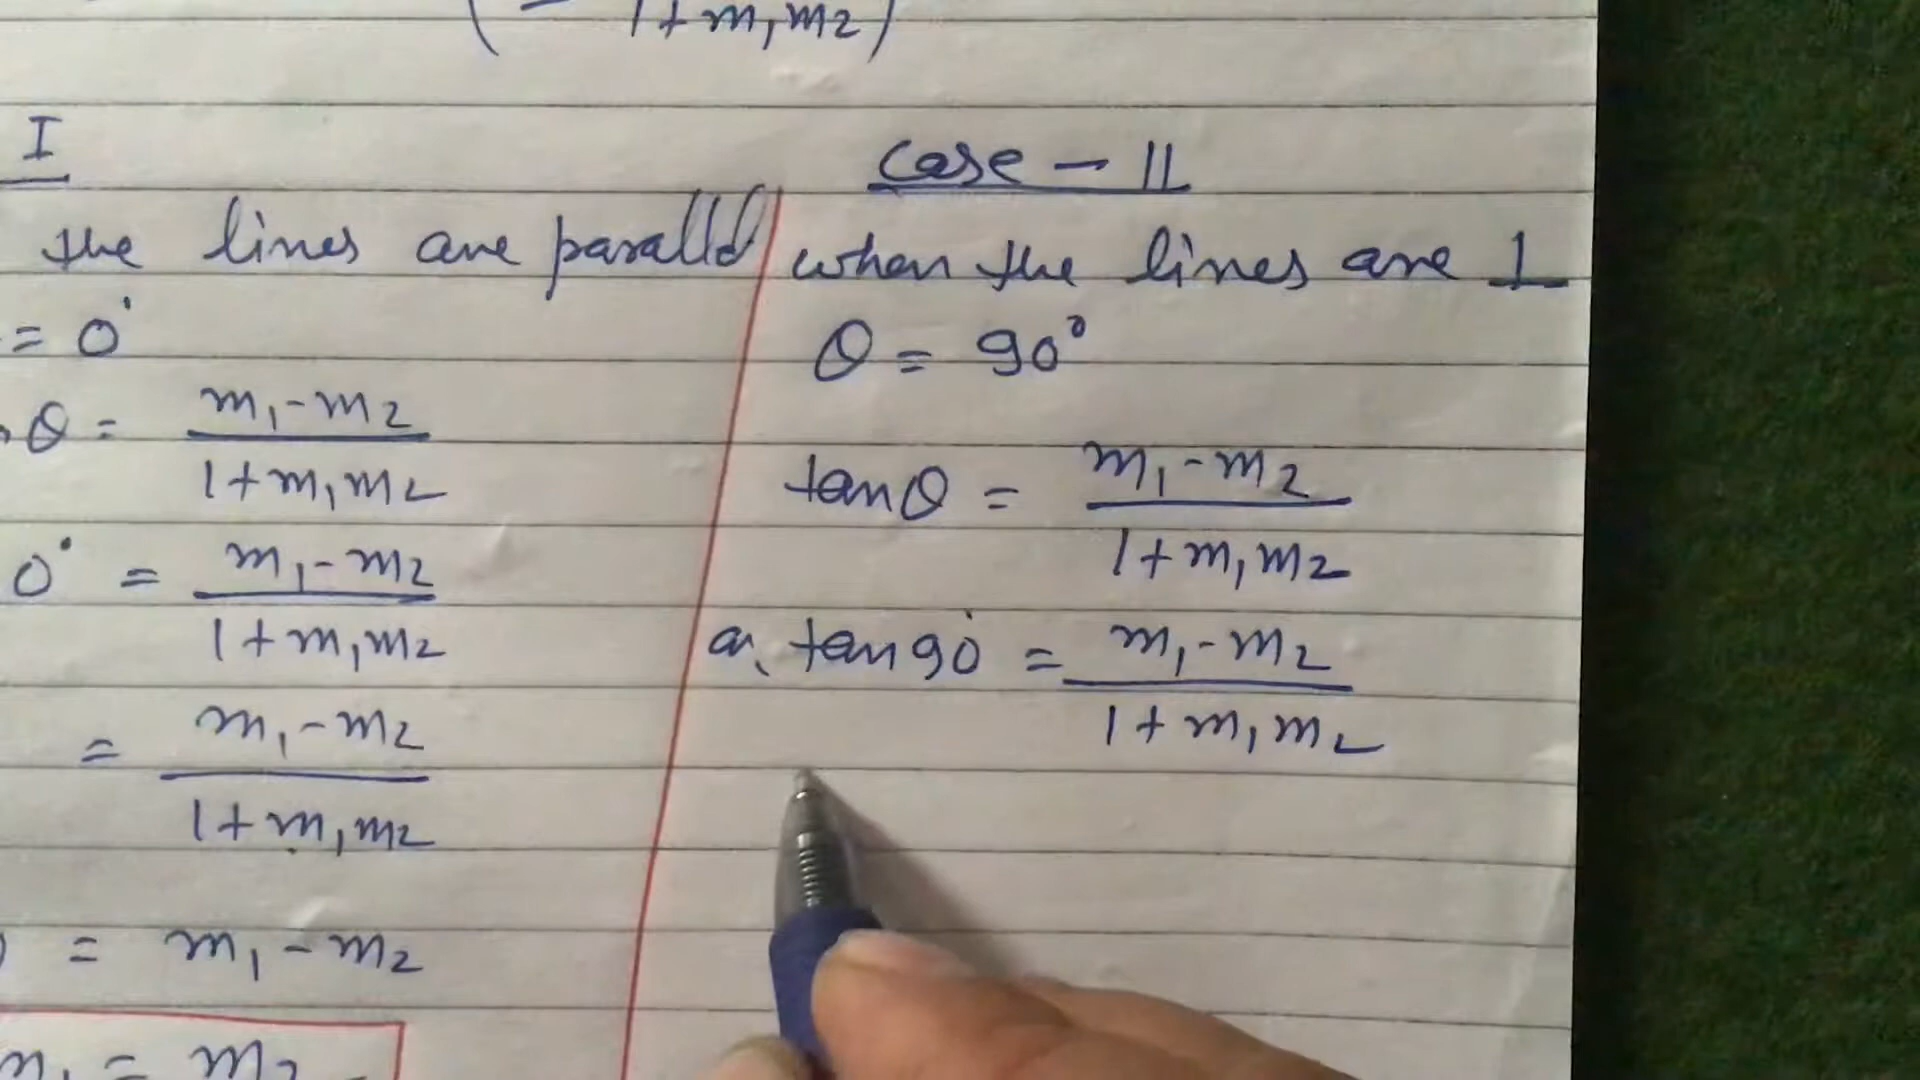 1+m₁m₂)
I
the lines are parallel
= 0°
θ = m₁-m₂ / 1+m₁m₂
0° = m₁-m₂ / 1+m₁m₂
= m₁-m₂ / 1+m₁m₂
= m₁-m₂
m₁ = m₂
Case - II
when the lines are ⊥
θ = 90°
tanθ = m₁-m₂ / 1+m₁m₂
or, tan90° = m₁-m₂ / 1+m₁m₂